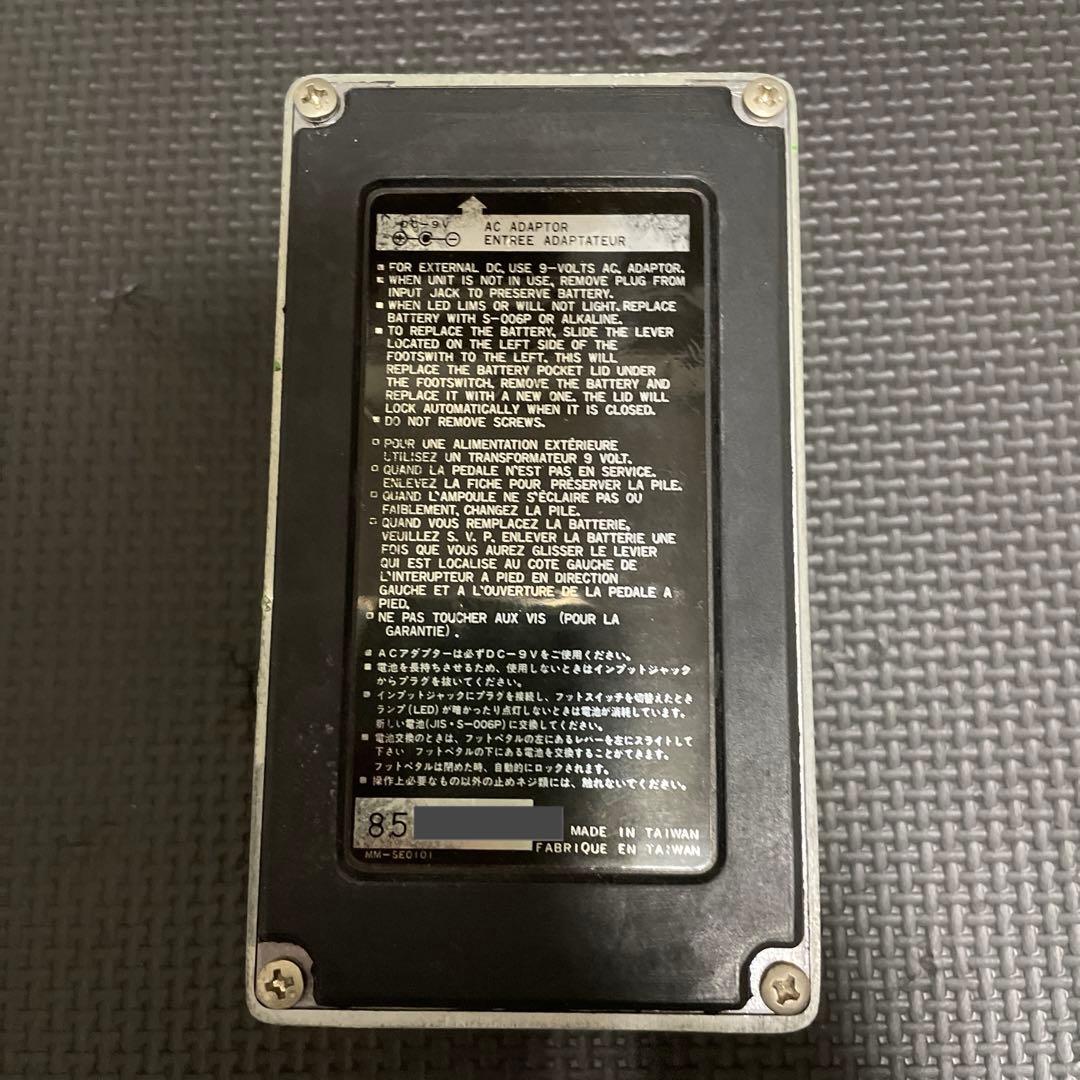 DC-9V
AC ADAPTOR
ENTREE ADAPTATEUR
FOR EXTERNAL DC, USE 9-VOLTS AC, ADAPTOR.
WHEN UNIT IS NOT IN USE, REMOVE PLUG FROM
INPUT JACK TO PRESERVE BATTERY.
WHEN LED LIMS OR WILL NOT LIGHT, REPLACE
BATTERY WITH S-006P OR ALKALINE.
TO REPLACE THE BATTERY, SLIDE THE LEVER
LOCATED ON THE LEFT SIDE OF THE
FOOTSWITH TO THE LEFT, THIS WILL
REPLACE THE BATTERY POCKET LID UNDER
THE FOOTSWITCH, REMOVE THE BATTERY AND
REPLACE IT WITH A NEW ONE, THE LID WILL
LOCK AUTOMATICALLY WHEN IT IS CLOSED.
DO NOT REMOVE SCREWS.
POUR UNE ALIMENTATION EXTÉRIEURE
UTILISEZ UN TRANSFORMATEUR 9 VOLT.
QUAND LA PEDALE N'EST PAS EN SERVICE.
ENLEVEZ LA FICHE POUR PRÉSERVER LA PILE.
QUAND L'AMPOULE NE S'ÉCLAIRE PAS OU
FAIBLEMENT, CHANGEZ LA PILE.
QUAND VOUS REMPLACEZ LA BATTERIE,
VEUILLEZ S. V. P. ENLEVER LA BATTERIE UNE
FOIS QUE VOUS AUREZ GLISSER LE LEVIER
QUI EST LOCALISE AU COTE GAUCHE DE
L'INTERUPTEUR A PIED EN DIRECTION
GAUCHE ET A L'OUVERTURE DE LA PEDALE A
PIED.
NE PAS TOUCHER AUX VIS (POUR LA
GARANTIE).
ACアダプターは必ずDC-9Vをご使用ください。
電池を長持ちさせるため、使用しないときはインプットジャック
からプラグを抜いてください。
インプットジャックにプラグを接続し、フットスイッチを切替えたとき
ランプ(LED)が暗かったり点灯しないときは電池が消耗しています。
新しい電池(JIS・S-006P)に交換してください。
電池交換のときは、フットペタルの左にあるレバーを左にスライトして
下さい フットペタルの下にある電池を交換することができます。
フットペタルは閉めた時、自動的にロックされます。
操作上必要なもの以外の止めネジ類には、触れないでください。
85
MADE IN TAIWAN
FABRIQUE EN TAIWAN
MM-SE0101